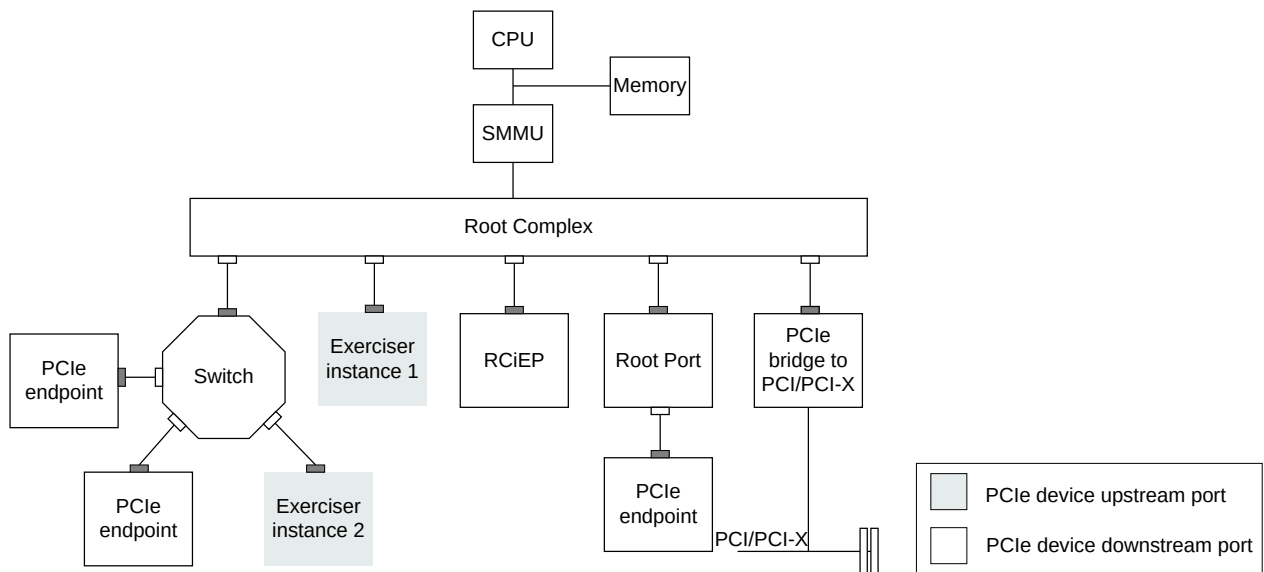 CPU
Memory
SMMU
Root Complex
PCIe
endpoint
Switch
Exerciser
instance 1
RCiEP
Root Port
PCIe
bridge to
PCI/PCI-X
PCIe
endpoint
Exerciser
instance 2
PCIe
endpoint
PCI/PCI-X
PCIe device upstream port
PCIe device downstream port